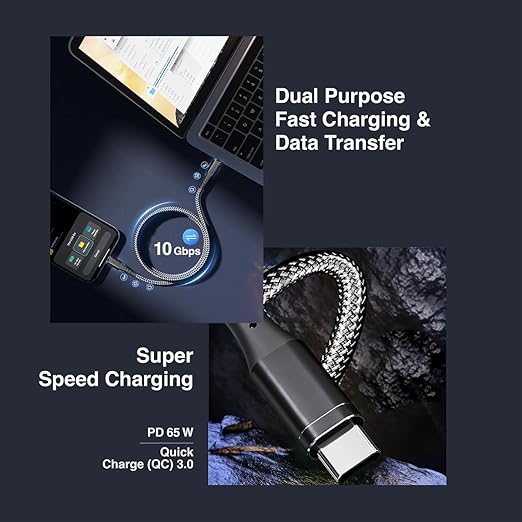 Dual Purpose
Fast Charging &
Data Transfer
10 Gbps
Super
Speed Charging
PD 65 W
Quick
Charge (QC) 3.0